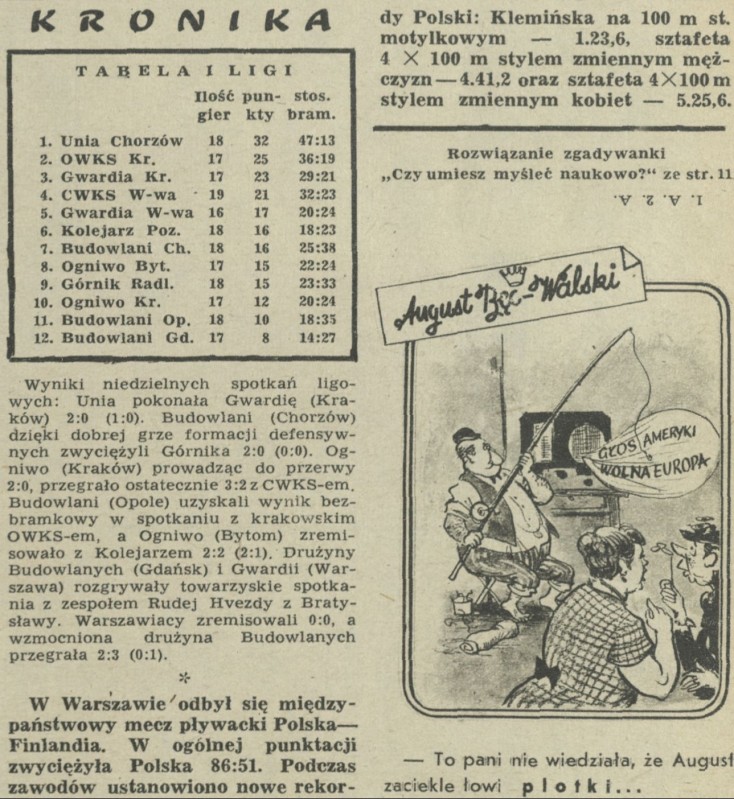 KRONIKA
TABELA I LIGI
Ilość pun- stos.
gier kty bram.
1. Unia Chorzów 18 32 47:13
2. OWKS Kr. 17 25 36:19
3. Gwardia Kr. 17 23 29:21
4. CWKS W-wa 19 21 32:23
5. Gwardia W-wa 16 17 20:24
6. Kolejarz Poz. 18 16 18:23
7. Budowlani Ch. 18 16 25:38
8. Ogniwo Byt. 17 15 22:24
9. Górnik Radl. 18 15 23:33
10. Ogniwo Kr. 17 12 20:24
11. Budowlani Op. 18 10 18:35
12. Budowlani Gd. 17 8 14:27
Wyniki niedzielnych spotkań ligo-
wych: Unia pokonała Gwardię (Kra-
ków) 2:0 (1:0). Budowlani (Chorzów)
dzięki dobrej grze formacji defensyw-
nych zwyciężyli Górnika 2:0 (0:0). Og-
niwo (Kraków) prowadząc do przerwy
2:0, przegrało ostatecznie 3:2 z CWKS-em.
Budowlani (Opole) uzyskali wynik bez-
bramkowy w spotkaniu z krakowskim
OWKS-em, a Ogniwo (Bytom) zremi-
sowało z Kolejarzem 2:2 (2:1). Drużyny
Budowlanych (Gdańsk) i Gwardii (War-
szawa) rozgrywały towarzyskie spotka-
nia z zespołem Rudej Hvezdy z Braty-
sławy. Warszawiacy zremisowali 0:0, a
wzmocniona drużyna Budowlanych
przegrała 2:3 (0:1).
*
W Warszawie odbył się między-
państwowy mecz pływacki Polska—
Finlandia. W ogólnej punktacji
zwyciężyła Polska 86:51. Podczas
zawodów ustanowiono nowe rekor-
dy Polski: Klemińska na 100 m st.
motylkowym — 1.23,6, sztafeta
4 × 100 m stylem zmiennym męż-
czyzn — 4.41,2 oraz sztafeta 4×100 m
stylem zmiennym kobiet — 5.25,6.
Rozwiązanie zgadywanki
„Czy umiesz myśleć naukowo?" ze str. 11
1. A. 2. A.
August Bęc-Walski
GŁOS AMERYKI
WOLNA EUROPA
— To pani nie wiedziała, że August
zaciekle łowi plotki...